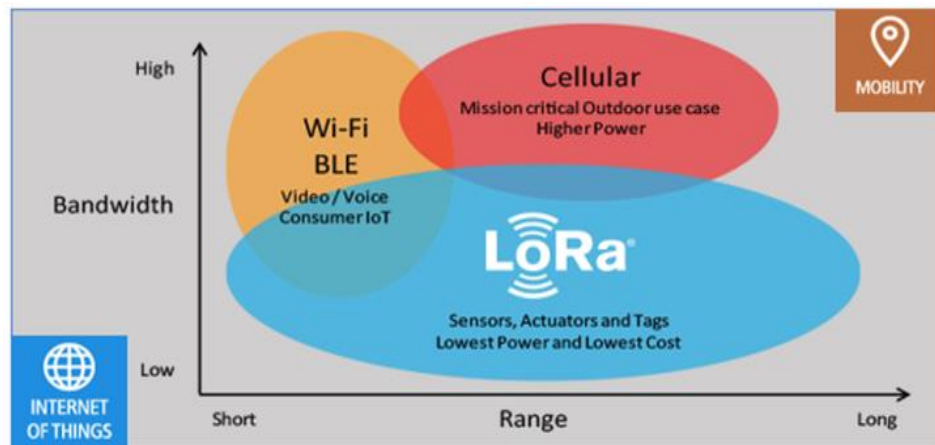 High
Bandwidth
Low
Short
Range
Long
Wi-Fi
BLE
Video / Voice
Consumer IoT
Cellular
Mission critical Outdoor use case
Higher Power
LoRa®
Sensors, Actuators and Tags
Lowest Power and Lowest Cost
MOBILITY
INTERNET
OF THINGS